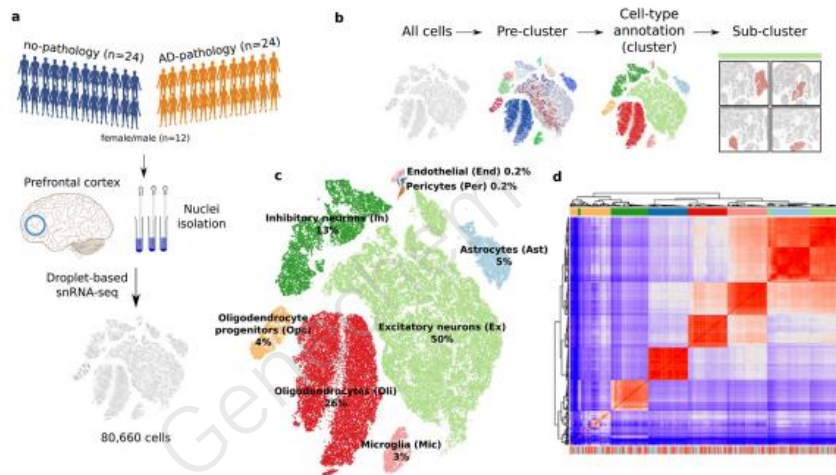 a
no-pathology (n=24)
AD-pathology (n=24)
female/male (n=12)
Prefrontal cortex
Nuclei
isolation
Droplet-based
snRNA-seq
80,660 cells
b
All cells
Pre-cluster
Cell-type
annotation
(cluster)
Sub-cluster
c
Endothelial (End) 0.2%
Pericytes (Per) 0.2%
Inhibitory neurons (In)
13%
Astrocytes (Ast)
5%
Oligodendrocyte
progenitors (Opc)
4%
Excitatory neurons (Ex)
50%
Oligodendrocytes (Oli)
26%
Microglia (Mic)
3%
d